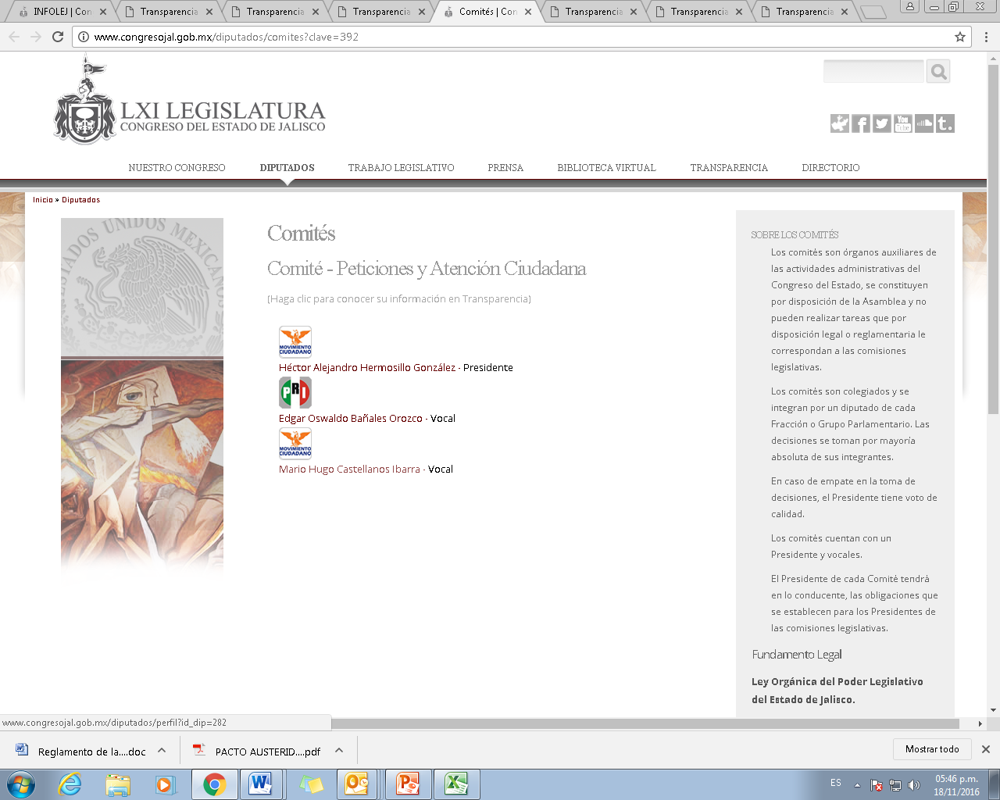 INFOLEJ | Con
Transparencia
Transparencia
Transparencia
Comités | Con
Transparencia
Transparencia
Transparencia
www.congresojal.gob.mx/diputados/comites?clave=392
LXI LEGISLATURA
CONGRESO DEL ESTADO DE JALISCO
You
Tube
t.
NUESTRO CONGRESO
DIPUTADOS
TRABAJO LEGISLATIVO
PRENSA
BIBLIOTECA VIRTUAL
TRANSPARENCIA
DIRECTORIO
Inicio » Diputados
ESTADOS UNIDOS MEXICAN
Comités
Comité - Peticiones y Atención Ciudadana
(Haga clic para conocer su información en Transparencia)
MOVIMIENTO
CIUDADANO
Héctor Alejandro Hermosillo González - Presidente
PRI
Edgar Oswaldo Bañales Orozco - Vocal
MOVIMIENTO
CIUDADANO
Mario Hugo Castellanos Ibarra - Vocal
SOBRE LOS COMITÉS
Los comités son órganos auxiliares de
las actividades administrativas del
Congreso del Estado, se constituyen
por disposición de la Asamblea y no
pueden realizar tareas que por
disposición legal o reglamentaria le
correspondan a las comisiones
legislativas.
Los comités son colegiados y se
integran por un diputado de cada
Fracción o Grupo Parlamentario. Las
decisiones se toman por mayoría
absoluta de sus integrantes.
En caso de empate en la toma de
decisiones, el Presidente tiene voto de
calidad.
Los comités cuentan con un
Presidente y vocales.
El Presidente de cada Comité tendrá
en lo conducente, las obligaciones que
se establecen para los Presidentes de
las comisiones legislativas.
Fundamento Legal
Ley Orgánica del Poder Legislativo
del Estado de Jalisco.
www.congresojal.gob.mx/diputados/perfil?id_dip=282
Reglamento de la....doc
PACTO AUSTERID....pdf
Mostrar todo
ES
05:46 p.m.
18/11/2016